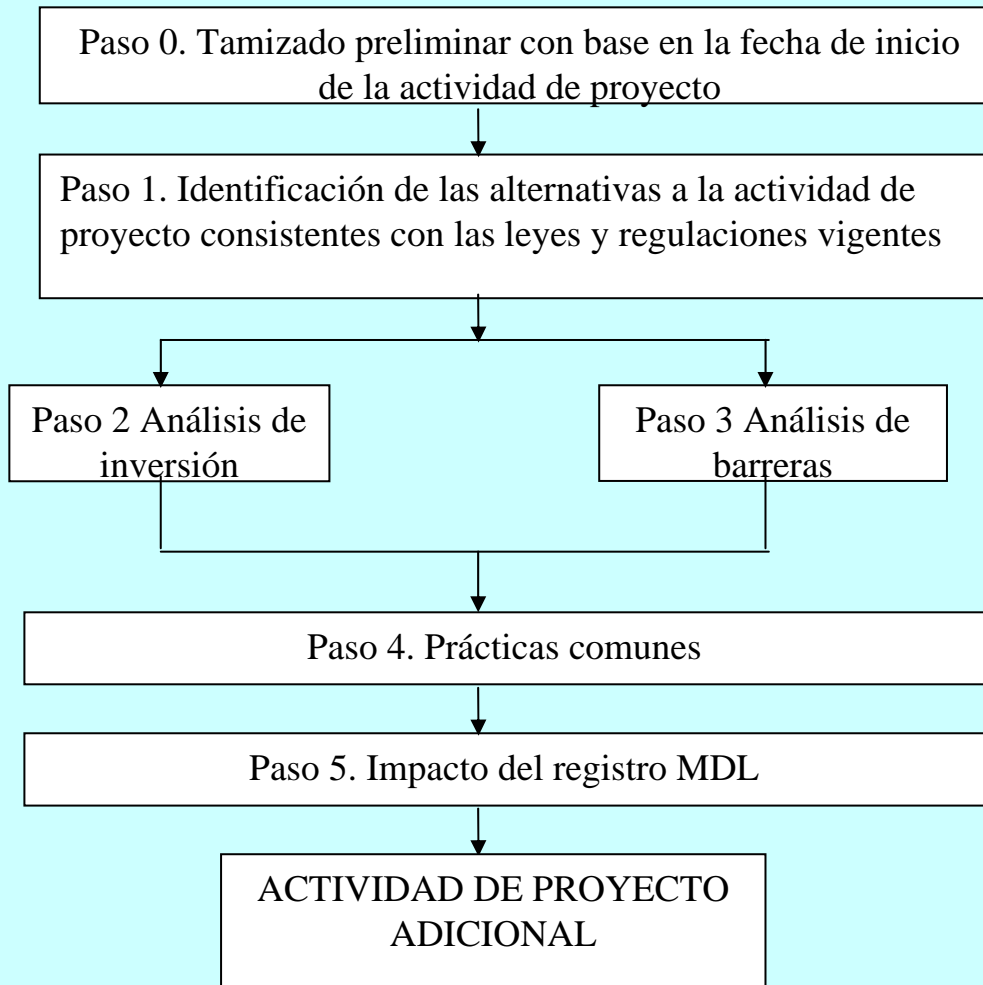 Paso 0. Tamizado preliminar con base en la fecha de inicio
de la actividad de proyecto
Paso 1. Identificación de las alternativas a la actividad de
proyecto consistentes con las leyes y regulaciones vigentes
Paso 2 Análisis de
inversión
Paso 3 Análisis de
barreras
Paso 4. Prácticas comunes
Paso 5. Impacto del registro MDL
ACTIVIDAD DE PROYECTO
ADICIONAL